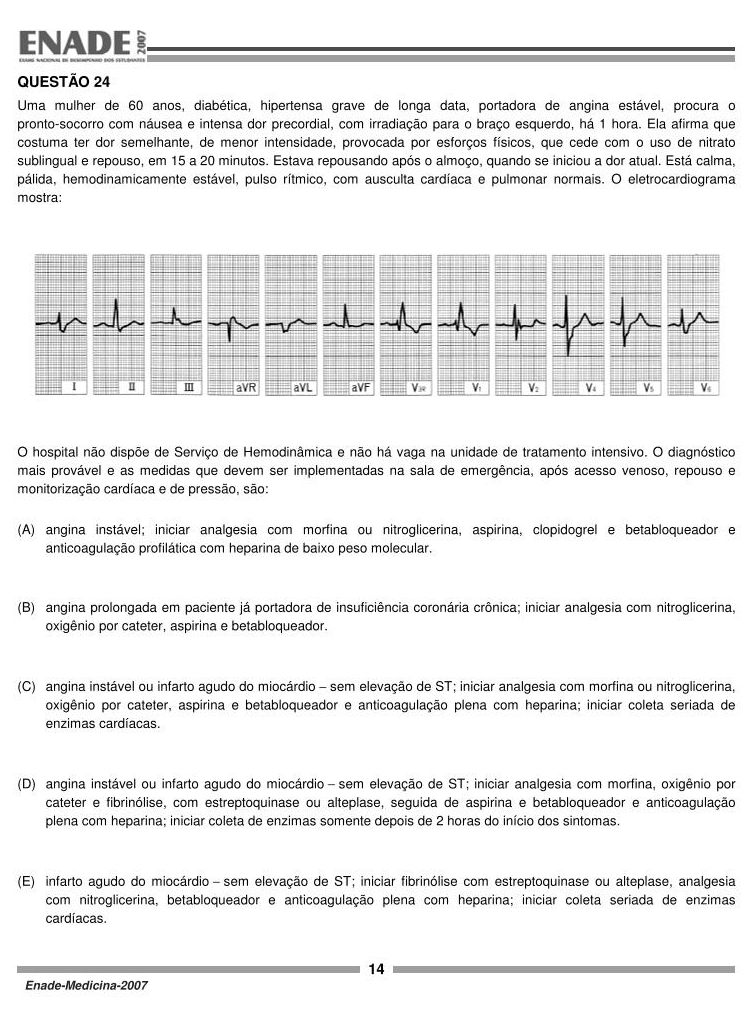 ENADE 2007
EXAME NACIONAL DE DESEMPENHO DOS ESTUDANTES
QUESTÃO 24
Uma mulher de 60 anos, diabética, hipertensa grave de longa data, portadora de angina estável, procura o
pronto-socorro com náusea e intensa dor precordial, com irradiação para o braço esquerdo, há 1 hora. Ela afirma que
costuma ter dor semelhante, de menor intensidade, provocada por esforços físicos, que cede com o uso de nitrato
sublingual e repouso, em 15 a 20 minutos. Estava repousando após o almoço, quando se iniciou a dor atual. Está calma,
pálida, hemodinamicamente estável, pulso rítmico, com ausculta cardíaca e pulmonar normais. O eletrocardiograma
mostra:
I II III aVR aVL aVF V3R V1 V2 V4 V5 V6
O hospital não dispõe de Serviço de Hemodinâmica e não há vaga na unidade de tratamento intensivo. O diagnóstico
mais provável e as medidas que devem ser implementadas na sala de emergência, após acesso venoso, repouso e
monitorização cardíaca e de pressão, são:
(A) angina instável; iniciar analgesia com morfina ou nitroglicerina, aspirina, clopidogrel e betabloqueador e
anticoagulação profilática com heparina de baixo peso molecular.
(B) angina prolongada em paciente já portadora de insuficiência coronária crônica; iniciar analgesia com nitroglicerina,
oxigênio por cateter, aspirina e betabloqueador.
(C) angina instável ou infarto agudo do miocárdio – sem elevação de ST; iniciar analgesia com morfina ou nitroglicerina,
oxigênio por cateter, aspirina e betabloqueador e anticoagulação plena com heparina; iniciar coleta seriada de
enzimas cardíacas.
(D) angina instável ou infarto agudo do miocárdio – sem elevação de ST; iniciar analgesia com morfina, oxigênio por
cateter e fibrinólise, com estreptoquinase ou alteplase, seguida de aspirina e betabloqueador e anticoagulação
plena com heparina; iniciar coleta de enzimas somente depois de 2 horas do início dos sintomas.
(E) infarto agudo do miocárdio – sem elevação de ST; iniciar fibrinólise com estreptoquinase ou alteplase, analgesia
com nitroglicerina, betabloqueador e anticoagulação plena com heparina; iniciar coleta seriada de enzimas
cardíacas.
14
Enade-Medicina-2007